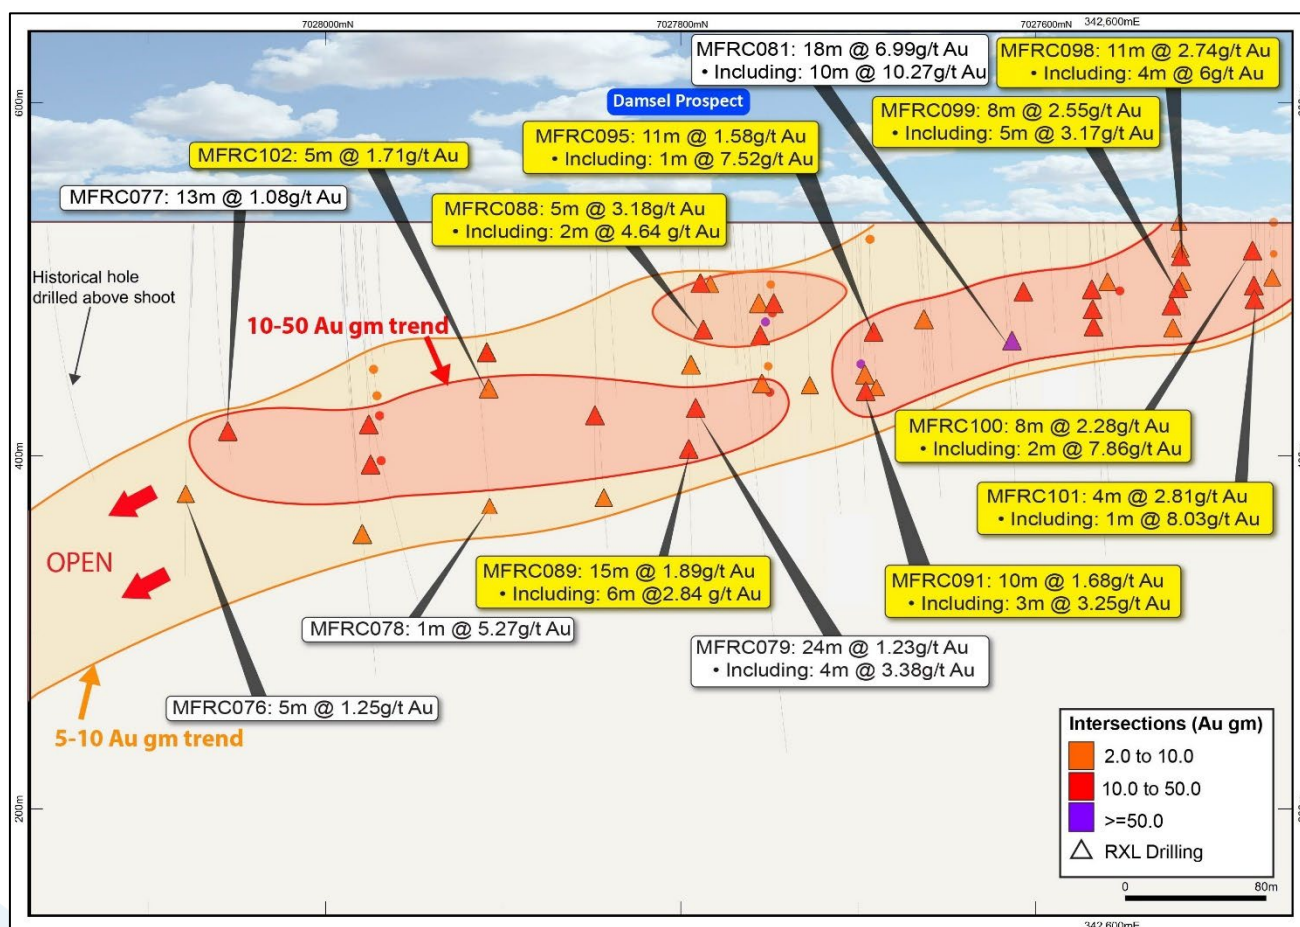 7028000mN
7027800mN
7027600mN
342,600mE
600m
Damsel Prospect
MFRC081: 18m @ 6.99g/t Au
• Including: 10m @ 10.27g/t Au
MFRC098: 11m @ 2.74g/t Au
• Including: 4m @ 6g/t Au
MFRC099: 8m @ 2.55g/t Au
• Including: 5m @ 3.17g/t Au
MFRC095: 11m @ 1.58g/t Au
• Including: 1m @ 7.52g/t Au
MFRC102: 5m @ 1.71g/t Au
MFRC077: 13m @ 1.08g/t Au
MFRC088: 5m @ 3.18g/t Au
• Including: 2m @ 4.64 g/t Au
Historical hole
drilled above shoot
10-50 Au gm trend
400m
MFRC100: 8m @ 2.28g/t Au
• Including: 2m @ 7.86g/t Au
MFRC101: 4m @ 2.81g/t Au
• Including: 1m @ 8.03g/t Au
OPEN
MFRC089: 15m @ 1.89g/t Au
• Including: 6m @2.84 g/t Au
MFRC091: 10m @ 1.68g/t Au
• Including: 3m @ 3.25g/t Au
MFRC078: 1m @ 5.27g/t Au
MFRC079: 24m @ 1.23g/t Au
• Including: 4m @ 3.38g/t Au
MFRC076: 5m @ 1.25g/t Au
5-10 Au gm trend
200m
Intersections (Au gm)
2.0 to 10.0
10.0 to 50.0
>=50.0
RXL Drilling
0
80m
342,600mE